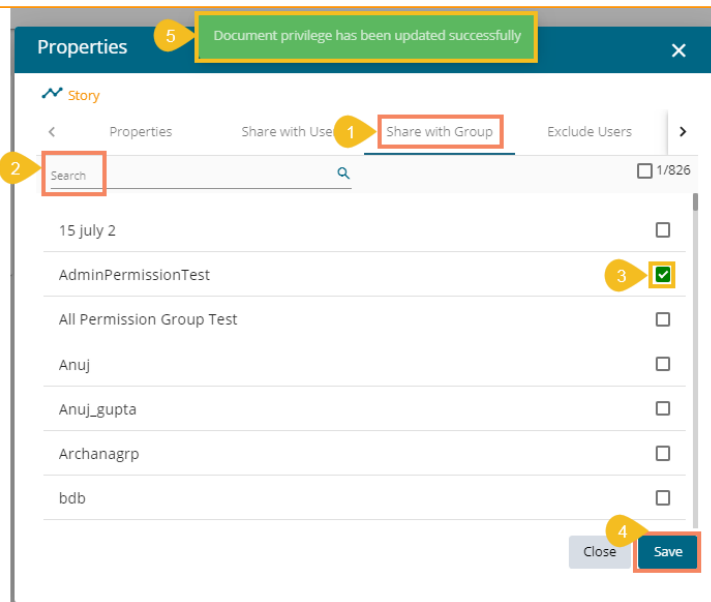 5
Document privilege has been updated successfully
Properties
Story
Properties
Share with User
1
Share with Group
Exclude Users
2
Search
1/826
15 july 2
AdminPermissionTest
3
All Permission Group Test
Anuj
Anuj_gupta
Archanagrp
bdb
4
Close
Save